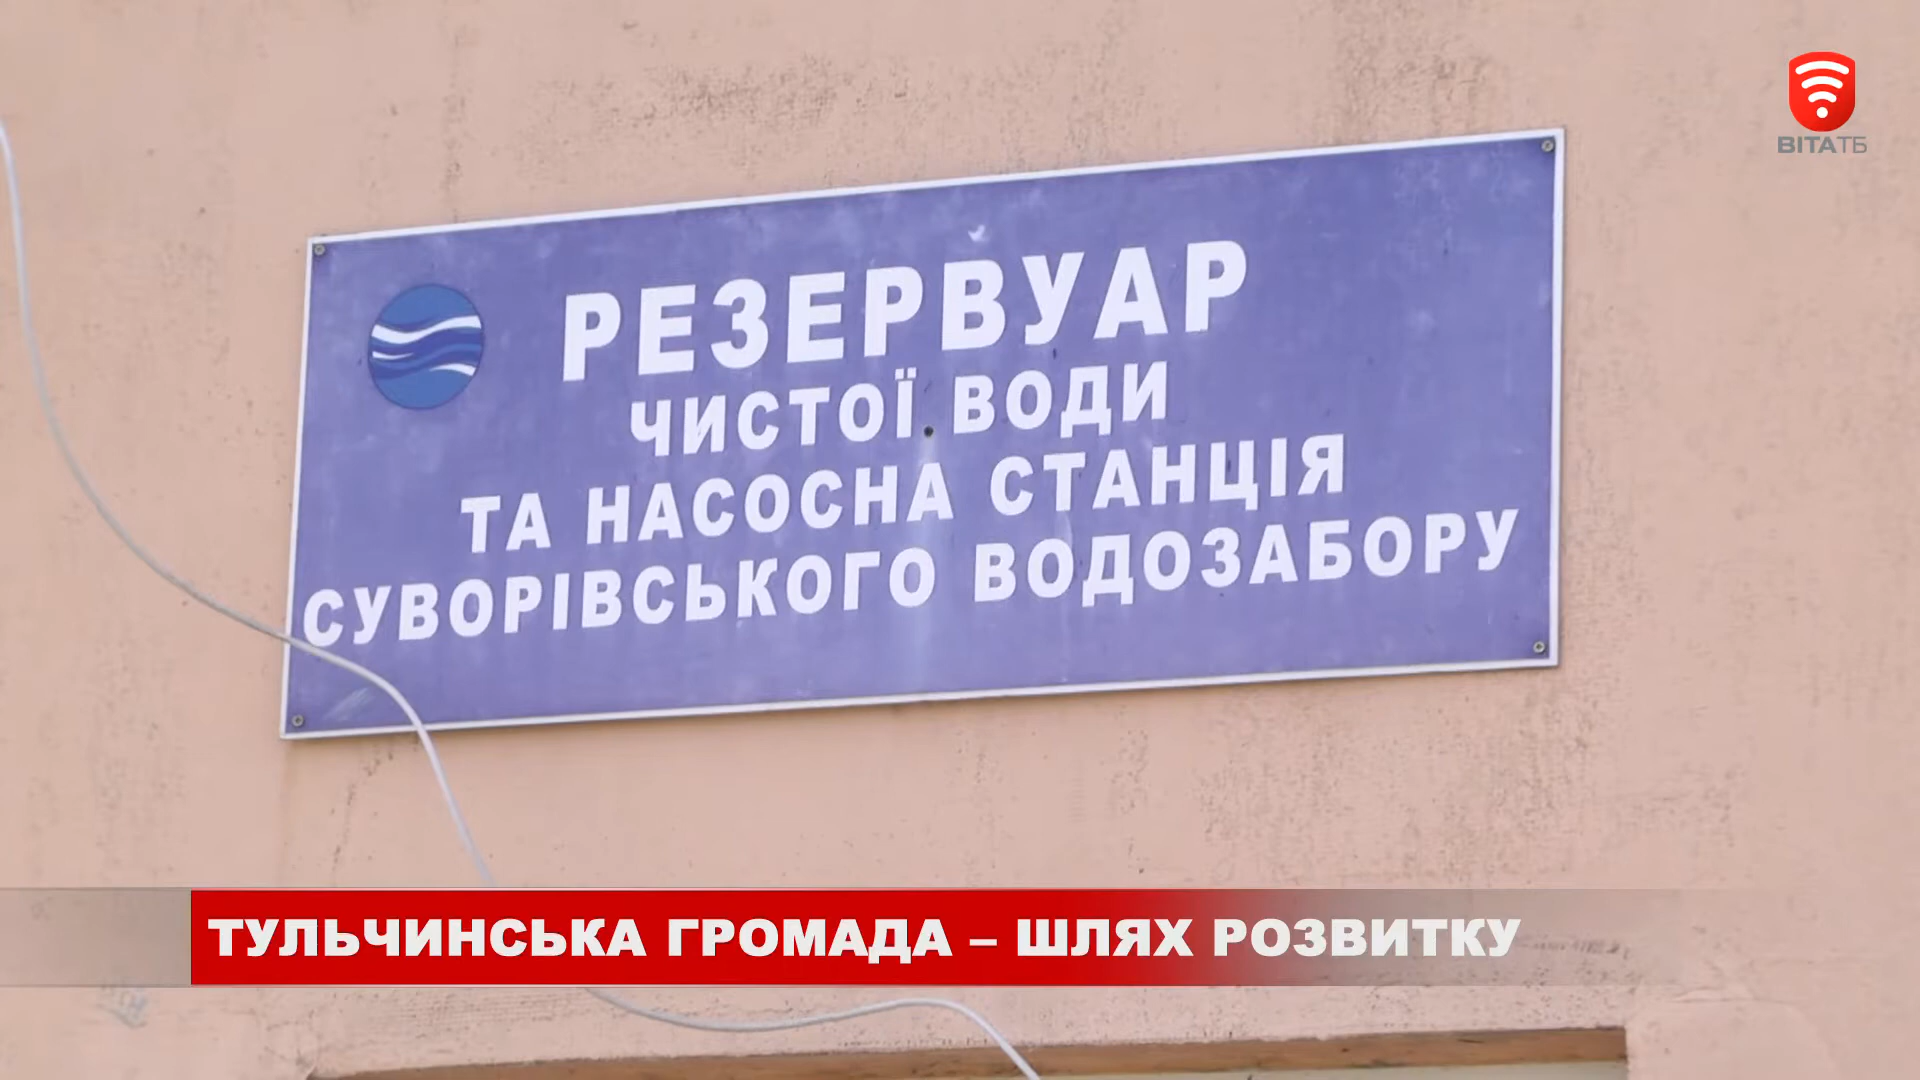 ВІТАТБ
РЕЗЕРВУАР
ЧИСТОЇ ВОДИ
ТА НАСОСНА СТАНЦІЯ
СУВОРІВСЬКОГО ВОДОЗАБОРУ
ТУЛЬЧИНСЬКА ГРОМАДА – ШЛЯХ РОЗВИТКУ